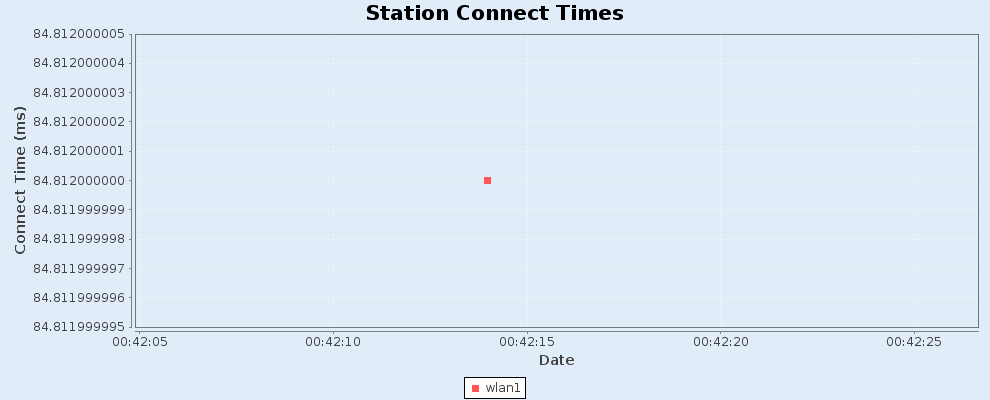 Station Connect Times
Connect Time (ms)
84.812000005
84.812000004
84.812000003
84.812000002
84.812000001
84.812000000
84.811999999
84.811999998
84.811999997
84.811999996
84.811999995
00:42:05 00:42:10 00:42:15 00:42:20 00:42:25
Date
wlan1